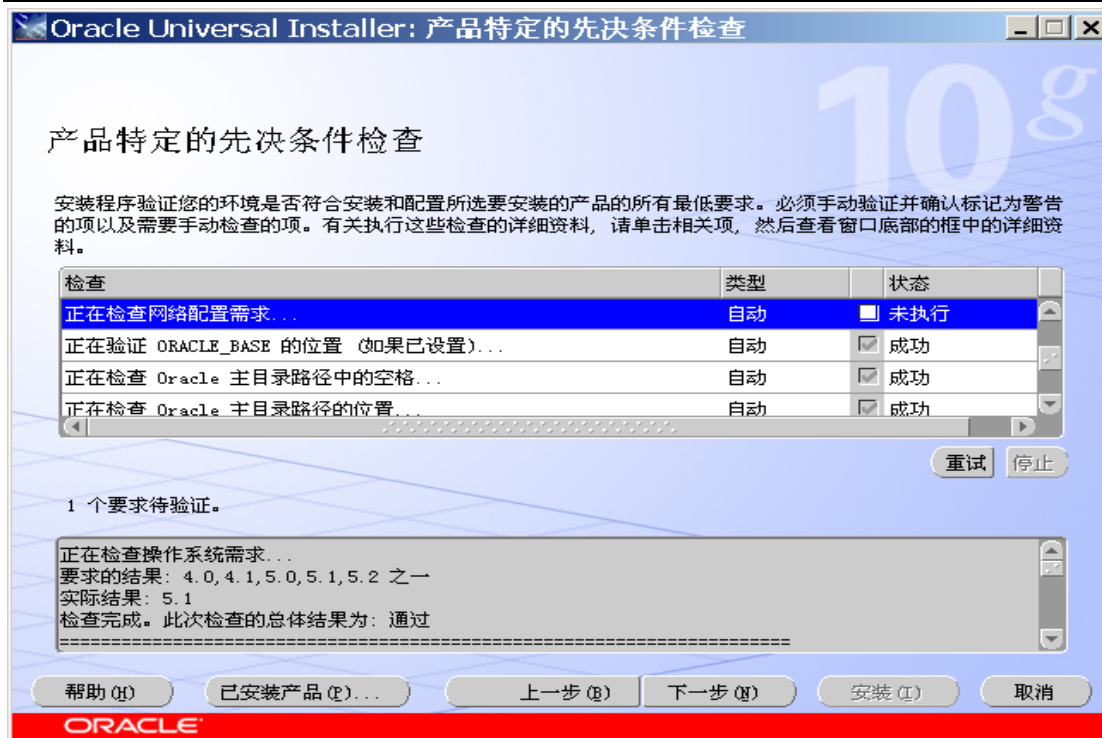 Oracle Universal Installer: 产品特定的先决条件检查
10g
产品特定的先决条件检查
安装程序验证您的环境是否符合安装和配置所选要安装的产品的所有最低要求。必须手动验证并确认标记为警告
的项以及需要手动检查的项。有关执行这些检查的详细资料, 请单击相关项, 然后查看窗口底部的框中的详细资
料。
检查 类型 状态
正在检查网络配置需求... 自动 未执行
正在验证 ORACLE_BASE 的位置 (如果已设置)... 自动 成功
正在检查 Oracle 主目录路径中的空格... 自动 成功
正在检查 Oracle 主目录路径的位置... 自动 成功
重试 停止
1 个要求待验证。
正在检查操作系统需求...
要求的结果: 4.0,4.1,5.0,5.1,5.2 之一
实际结果: 5.1
检查完成。此次检查的总体结果为: 通过
========================================================================
帮助(H) 已安装产品(P)... 上一步(B) 下一步(N) 安装(I) 取消
ORACLE